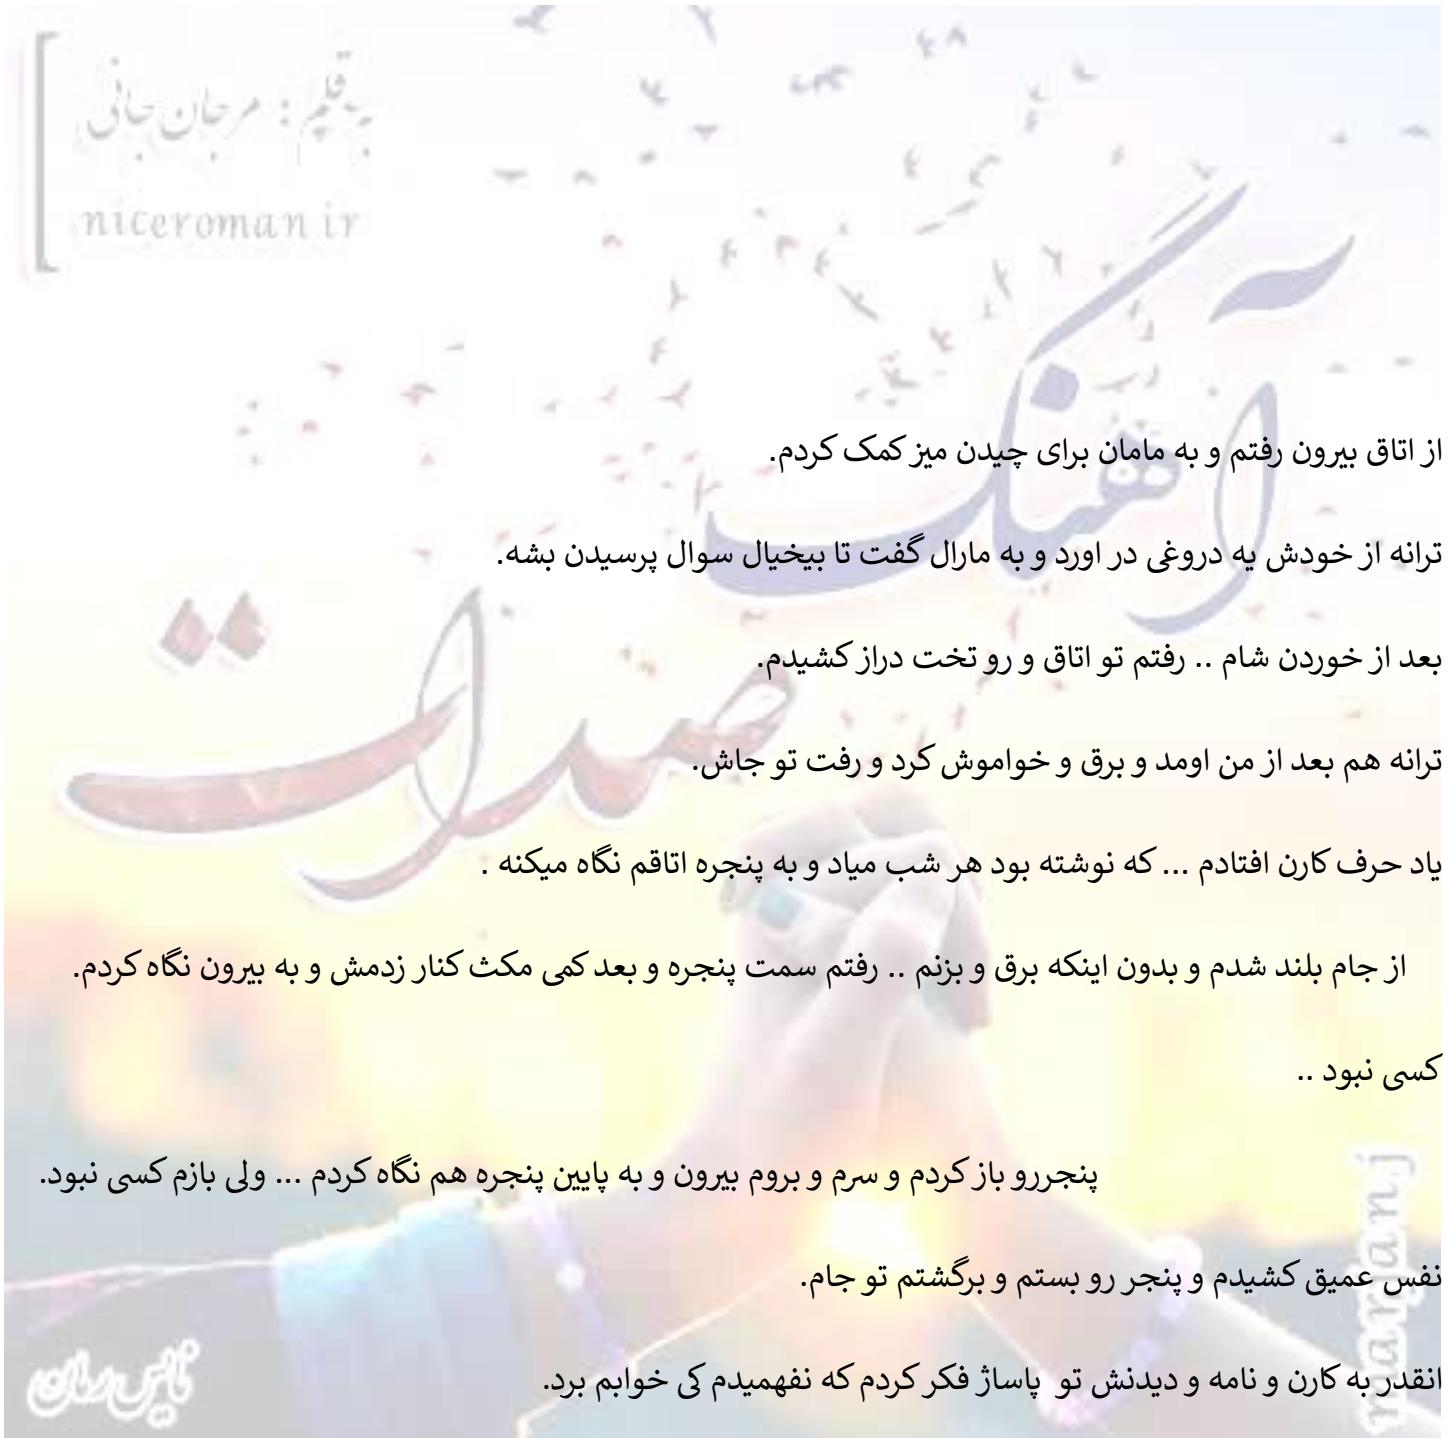 به قلم : مرجان جانی
niceroman.ir
آهنگ
صدات
از اتاق بیرون رفتم و به مامان برای چیدن میز کمک کردم.
ترانه از خودش یه دروغی در اورد و به مارال گفت تا بیخیال سوال پرسیدن بشه.
بعد از خوردن شام .. رفتم تو اتاق و رو تخت دراز کشیدم.
ترانه هم بعد از من اومد و برق و خواموش کرد و رفت تو جاش.
یاد حرف کارن افتادم ... که نوشته بود هر شب میاد و به پنجره اتاقم نگاه میکنه .
از جام بلند شدم و بدون اینکه برق و بزنم .. رفتم سمت پنجره و بعد کمی مکث کنار زدمش و به بیرون نگاه کردم.
کسی نبود ..
پنجررو باز کردم و سرم و بروم بیرون و به پایین پنجره هم نگاه کردم ... ولی بازم کسی نبود.
نفس عمیق کشیدم و پنجر رو بستم و برگشتم تو جام.
انقدر به کارن و نامه و دیدنش تو پاساژ فکر کردم که نفهمیدم کی خوابم برد.
marjanj
نایس رمان